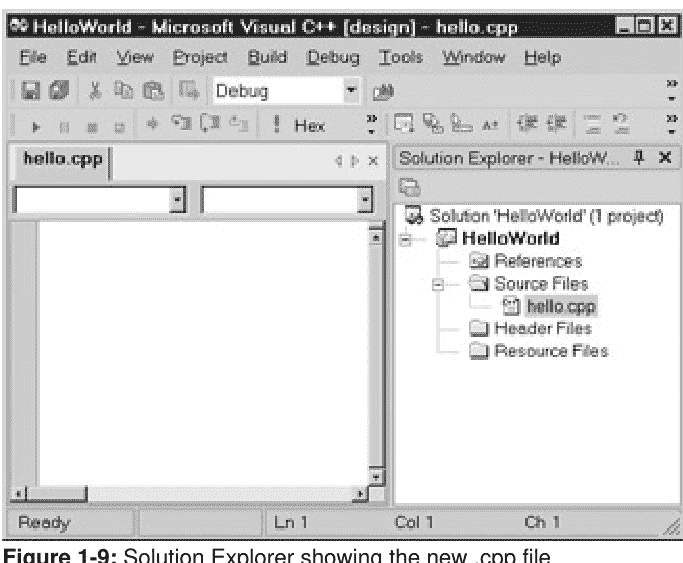 HelloWorld - Microsoft Visual C++ [design] - hello.cpp
File Edit View Project Build Debug Tools Window Help
Debug
Hex
hello.cpp
Solution Explorer - HelloW...
Solution 'HelloWorld' (1 project)
HelloWorld
References
Source Files
hello.cpp
Header Files
Resource Files
Ready Ln 1 Col 1 Ch 1
Figure 1-9: Solution Explorer showing the new .cpp file